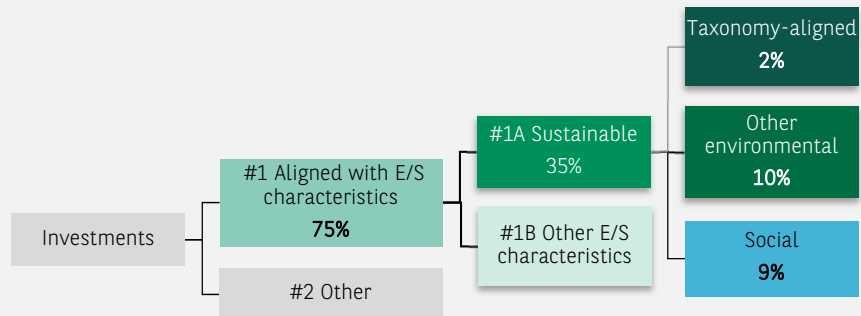 Investments
#1 Aligned with E/S
characteristics
75%
#2 Other
#1A Sustainable
35%
#1B Other E/S
characteristics
Taxonomy-aligned
2%
Other
environmental
10%
Social
9%